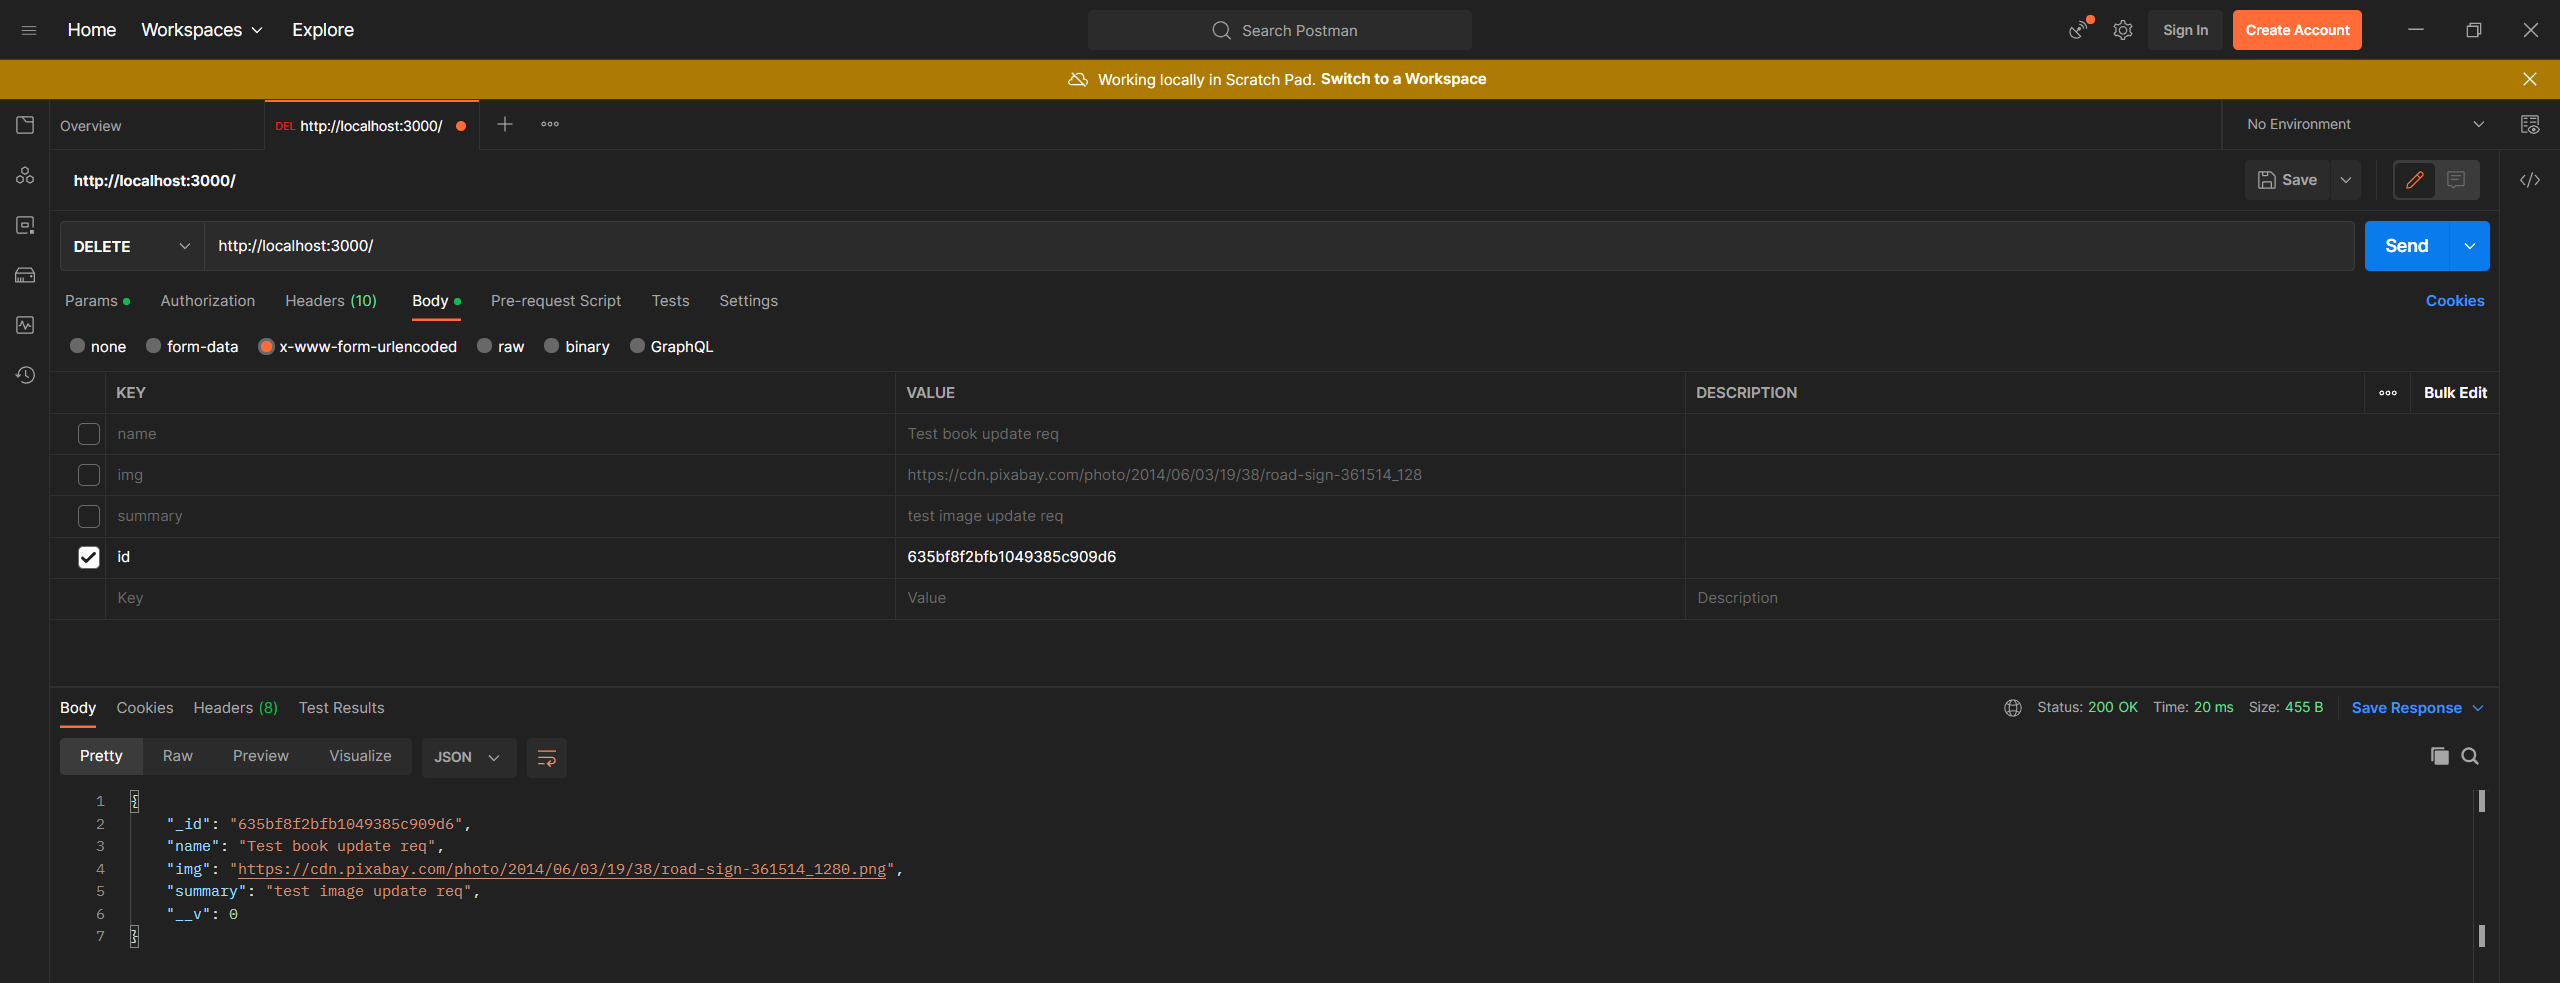 Home Workspaces Explore Search Postman Sign In Create Account
Working locally in Scratch Pad. Switch to a Workspace
Overview DEL http://localhost:3000/ No Environment
http://localhost:3000/ Save
DELETE http://localhost:3000/ Send
Params Authorization Headers (10) Body Pre-request Script Tests Settings Cookies
none form-data x-www-form-urlencoded raw binary GraphQL
KEY VALUE DESCRIPTION Bulk Edit
name Test book update req
img https://cdn.pixabay.com/photo/2014/06/03/19/38/road-sign-361514_128
summary test image update req
id 635bf8f2bfb1049385c909d6
Key Value Description
Body Cookies Headers (8) Test Results Status: 200 OK Time: 20 ms Size: 455 B Save Response
Pretty Raw Preview Visualize JSON
1 {
2 "_id": "635bf8f2bfb1049385c909d6",
3 "name": "Test book update req",
4 "img": "https://cdn.pixabay.com/photo/2014/06/03/19/38/road-sign-361514_1280.png",
5 "summary": "test image update req",
6 "__v": 0
7 }